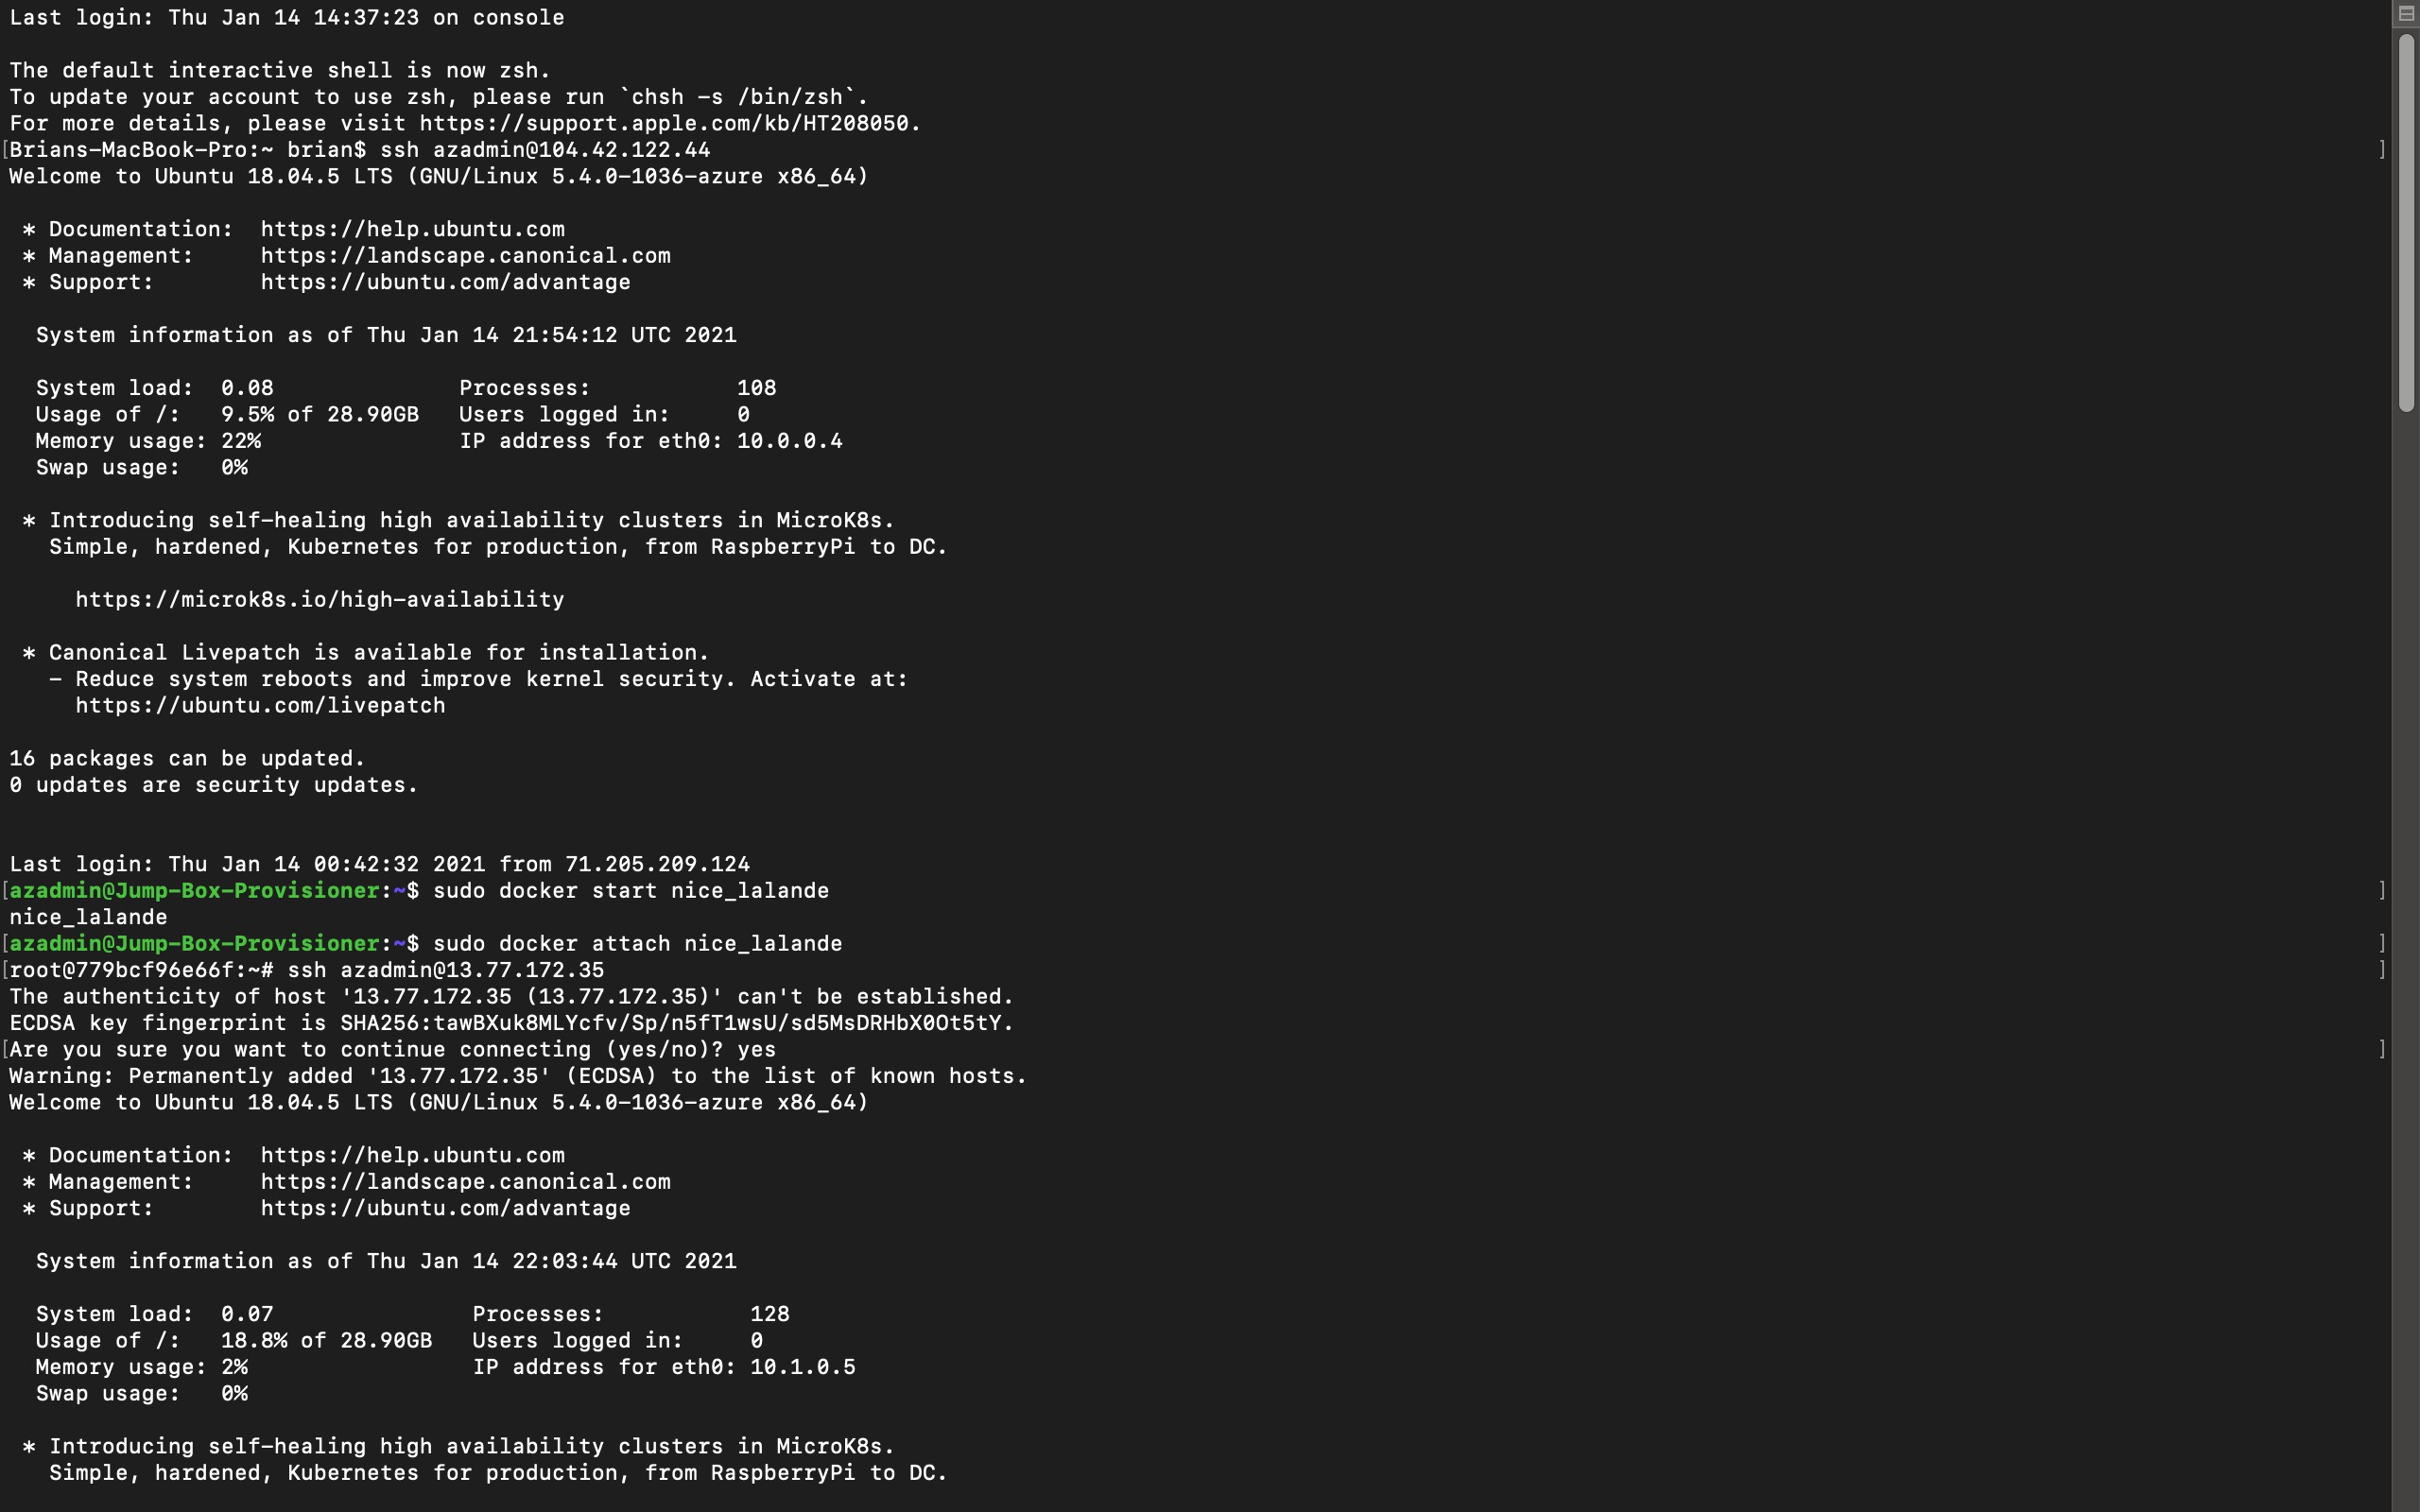 Last login: Thu Jan 14 14:37:23 on console
The default interactive shell is now zsh.
To update your account to use zsh, please run `chsh -s /bin/zsh`.
For more details, please visit https://support.apple.com/kb/HT208050.
[Brians-MacBook-Pro:~ brian$ ssh azadmin@104.42.122.44 ]
Welcome to Ubuntu 18.04.5 LTS (GNU/Linux 5.4.0-1036-azure x86_64)
* Documentation:  https://help.ubuntu.com
* Management:     https://landscape.canonical.com
* Support:        https://ubuntu.com/advantage
System information as of Thu Jan 14 21:54:12 UTC 2021
System load:  0.08              Processes:           108
Usage of /:   9.5% of 28.90GB   Users logged in:     0
Memory usage: 22%               IP address for eth0: 10.0.0.4
Swap usage:   0%
* Introducing self-healing high availability clusters in MicroK8s.
Simple, hardened, Kubernetes for production, from RaspberryPi to DC.
https://microk8s.io/high-availability
* Canonical Livepatch is available for installation.
- Reduce system reboots and improve kernel security. Activate at:
https://ubuntu.com/livepatch
16 packages can be updated.
0 updates are security updates.
Last login: Thu Jan 14 00:42:32 2021 from 71.205.209.124
[azadmin@Jump-Box-Provisioner:~$ sudo docker start nice_lalande ]
nice_lalande
[azadmin@Jump-Box-Provisioner:~$ sudo docker attach nice_lalande ]
[root@779bcf96e66f:~# ssh azadmin@13.77.172.35 ]
The authenticity of host '13.77.172.35 (13.77.172.35)' can't be established.
ECDSA key fingerprint is SHA256:tawBXuk8MLYcfv/Sp/n5fT1wsU/sd5MsDRHbX0Ot5tY.
[Are you sure you want to continue connecting (yes/no)? yes ]
Warning: Permanently added '13.77.172.35' (ECDSA) to the list of known hosts.
Welcome to Ubuntu 18.04.5 LTS (GNU/Linux 5.4.0-1036-azure x86_64)
* Documentation:  https://help.ubuntu.com
* Management:     https://landscape.canonical.com
* Support:        https://ubuntu.com/advantage
System information as of Thu Jan 14 22:03:44 UTC 2021
System load:  0.07               Processes:           128
Usage of /:   18.8% of 28.90GB   Users logged in:     0
Memory usage: 2%                 IP address for eth0: 10.1.0.5
Swap usage:   0%
* Introducing self-healing high availability clusters in MicroK8s.
Simple, hardened, Kubernetes for production, from RaspberryPi to DC.